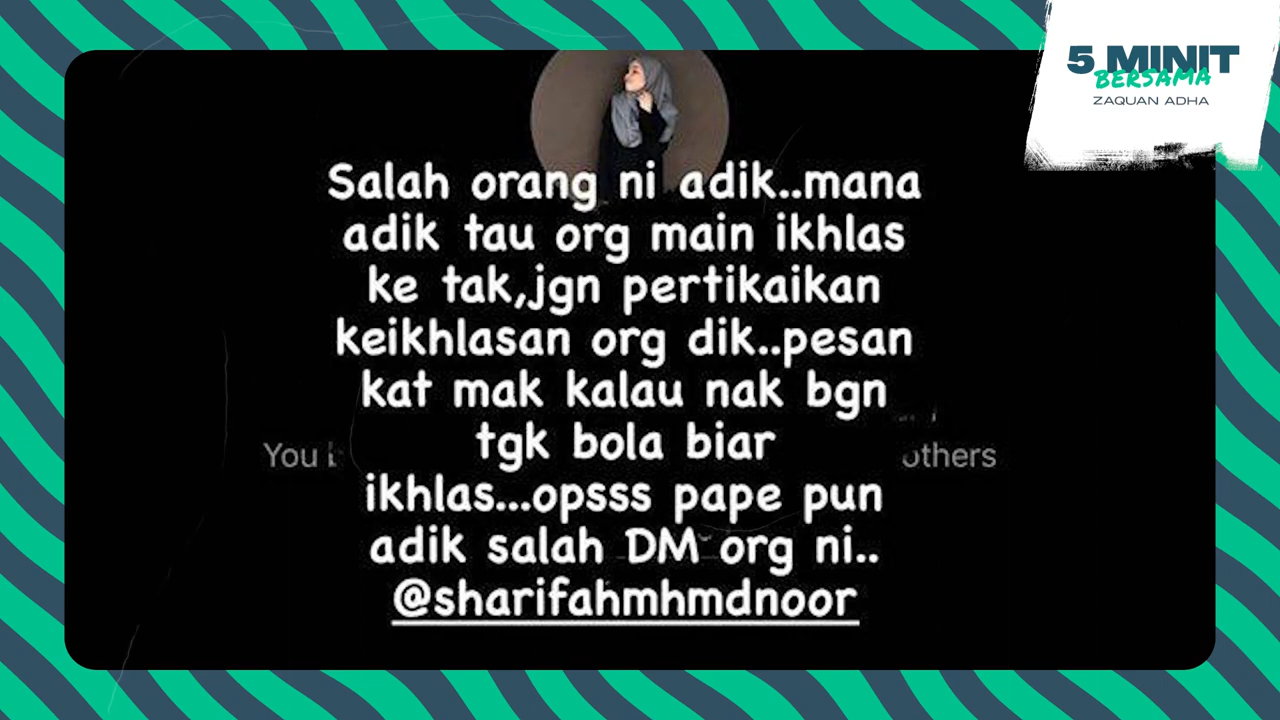 5 MINIT
BERSAMA
ZAQUAN ADHA
Salah orang ni adik..mana
adik tau org main ikhlas
ke tak,jgn pertikaikan
keikhlasan org dik..pesan
kat mak kalau nak bgn
tgk bola biar
You others
ikhlas...opsss pape pun
adik salah DM org ni..
@sharifahmhmdnoor